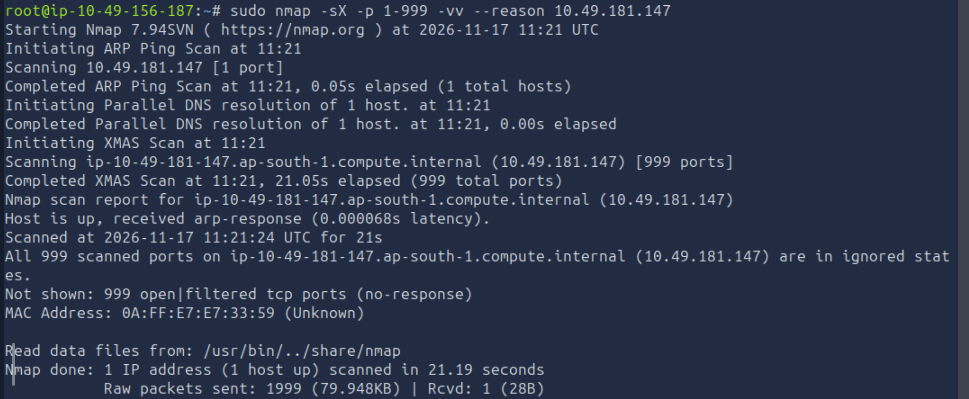 root@ip-10-49-156-187:~# sudo nmap -sX -p 1-999 -vv --reason 10.49.181.147
Starting Nmap 7.94SVN ( https://nmap.org ) at 2026-11-17 11:21 UTC
Initiating ARP Ping Scan at 11:21
Scanning 10.49.181.147 [1 port]
Completed ARP Ping Scan at 11:21, 0.05s elapsed (1 total hosts)
Initiating Parallel DNS resolution of 1 host. at 11:21
Completed Parallel DNS resolution of 1 host. at 11:21, 0.00s elapsed
Initiating XMAS Scan at 11:21
Scanning ip-10-49-181-147.ap-south-1.compute.internal (10.49.181.147) [999 ports]
Completed XMAS Scan at 11:21, 21.05s elapsed (999 total ports)
Nmap scan report for ip-10-49-181-147.ap-south-1.compute.internal (10.49.181.147)
Host is up, received arp-response (0.000068s latency).
Scanned at 2026-11-17 11:21:24 UTC for 21s
All 999 scanned ports on ip-10-49-181-147.ap-south-1.compute.internal (10.49.181.147) are in ignored stat
es.
Not shown: 999 open|filtered tcp ports (no-response)
MAC Address: 0A:FF:E7:E7:33:59 (Unknown)

Read data files from: /usr/bin/../share/nmap
Nmap done: 1 IP address (1 host up) scanned in 21.19 seconds
           Raw packets sent: 1999 (79.948KB) | Rcvd: 1 (28B)